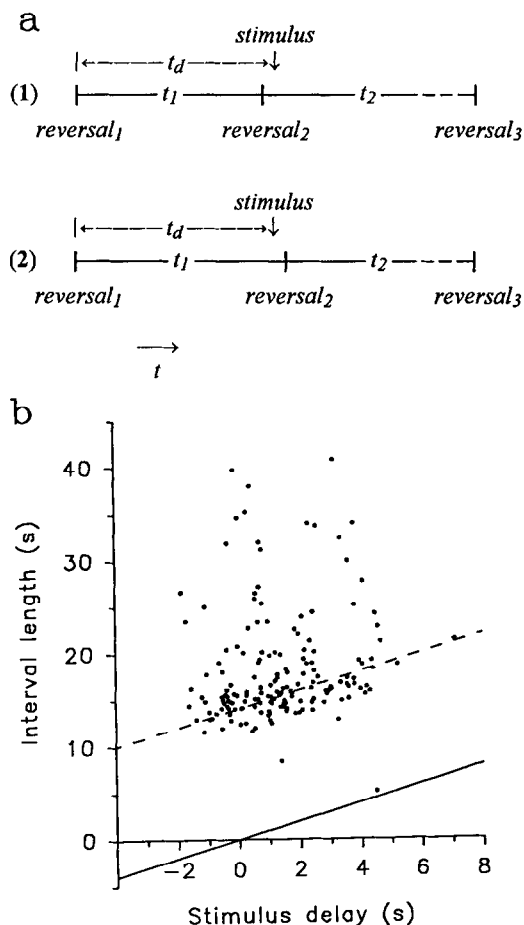 a
stimulus
t_d
(1)
t_1 t_2
reversal_1 reversal_2 reversal_3
stimulus
t_d
(2)
t_1 t_2
reversal_1 reversal_2 reversal_3
t
b
Interval length (s)
40
30
20
10
0
−2 0 2 4 6 8
Stimulus delay (s)